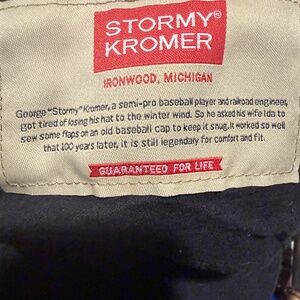 STORMY®
KROMER
IRONWOOD, MICHIGAN
George "Stormy" Kromer, a semi-pro baseball player and railroad engineer,
got tired of losing his hat to the winter wind. So he asked his wife Ida to
sew some flaps on an old baseball cap to keep it snug. It worked so well
that 100 years later, it is still legendary for comfort and fit.
GUARANTEED FOR LIFE